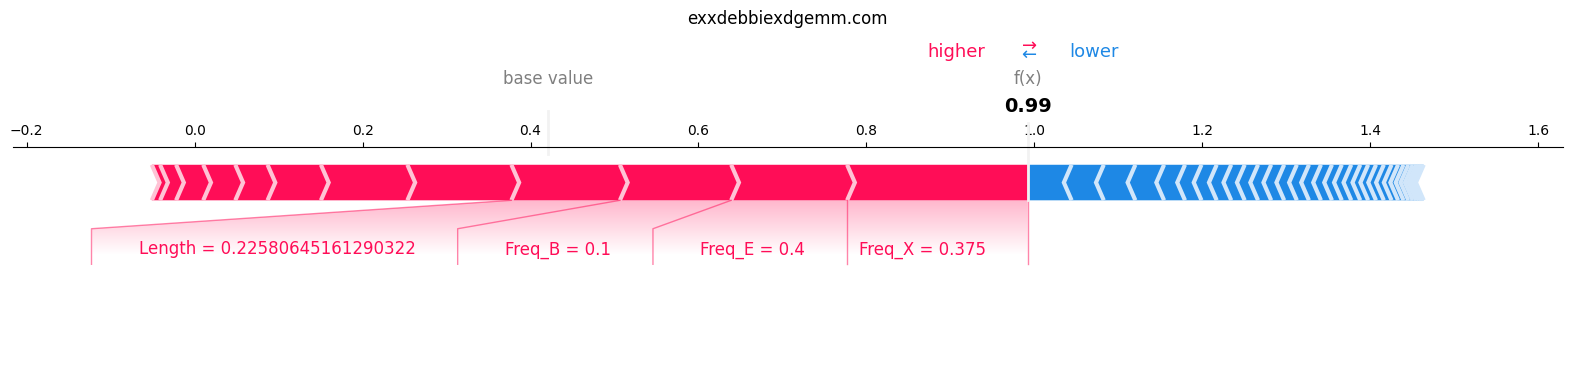 exxdebbiexdgemm.com
higher → ← lower
base value f(x)
0.99
−0.2 0.0 0.2 0.4 0.6 0.8 1.0 1.2 1.4 1.6
Length = 0.22580645161290322 Freq_B = 0.1 Freq_E = 0.4 Freq_X = 0.375